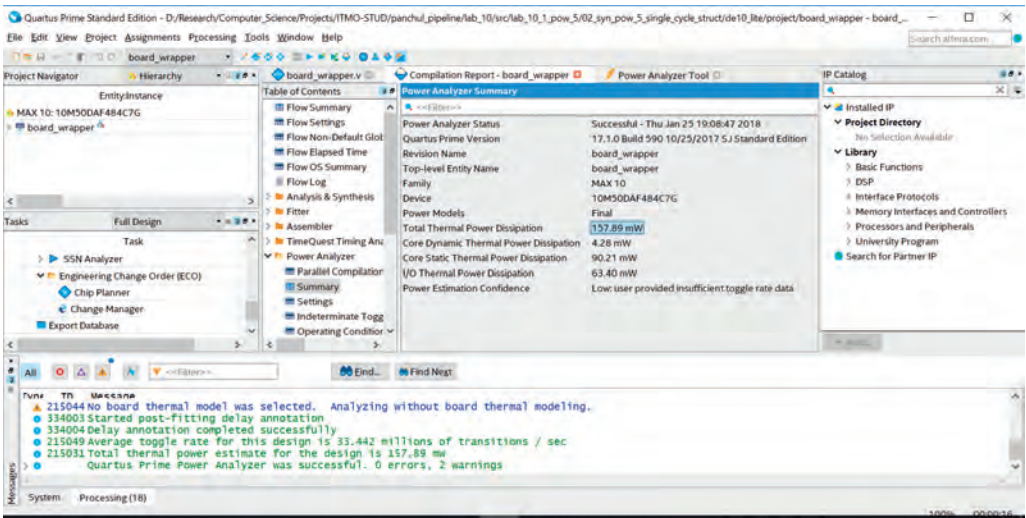 Quartus Prime Standard Edition - D:/Research/Computer_Science/Projects/ITMO-STUD/panchul_pipeline/lab_10/src/lab_10_1_pow_5/02_syn_pow_5_single_cycle_struct/de10_lite/project/board_wrapper - board_...
File Edit View Project Assignments Processing Tools Window Help
Search altera.com
board_wrapper
Project Navigator
Hierarchy
Entity:Instance
MAX 10: 10M50DAF484C7G
board_wrapper
Tasks
Full Design
Task
SSN Analyzer
Engineering Change Order (ECO)
Chip Planner
Change Manager
Export Database
board_wrapper.v
Compilation Report - board_wrapper
Power Analyzer Tool
Table of Contents
Flow Summary
Flow Settings
Flow Non-Default Glob
Flow Elapsed Time
Flow OS Summary
Flow Log
Analysis & Synthesis
Fitter
Assembler
TimeQuest Timing Ana
Power Analyzer
Parallel Compilation
Summary
Settings
Indeterminate Togg
Operating Condition
Power Analyzer Summary
<<Filter>>
Power Analyzer Status Successful - Thu Jan 25 19:08:47 2018
Quartus Prime Version 17.1.0 Build 590 10/25/2017 SJ Standard Edition
Revision Name board_wrapper
Top-level Entity Name board_wrapper
Family MAX 10
Device 10M50DAF484C7G
Power Models Final
Total Thermal Power Dissipation 157.89 mW
Core Dynamic Thermal Power Dissipation 4.28 mW
Core Static Thermal Power Dissipation 90.21 mW
I/O Thermal Power Dissipation 63.40 mW
Power Estimation Confidence Low: user provided insufficient toggle rate data
IP Catalog
Installed IP
Project Directory
No Selection Available
Library
Basic Functions
DSP
Interface Protocols
Memory Interfaces and Controllers
Processors and Peripherals
University Program
Search for Partner IP
All
<<Filter>>
Find...
Find Next
Type ID Message
215044 No board thermal model was selected. Analyzing without board thermal modeling.
334003 Started post-fitting delay annotation
334004 Delay annotation completed successfully
215049 Average toggle rate for this design is 33.442 millions of transitions / sec
215031 Total thermal power estimate for the design is 157.89 mw
Quartus Prime Power Analyzer was successful. 0 errors, 2 warnings
Messages
System Processing (18)
100% 00:00:16